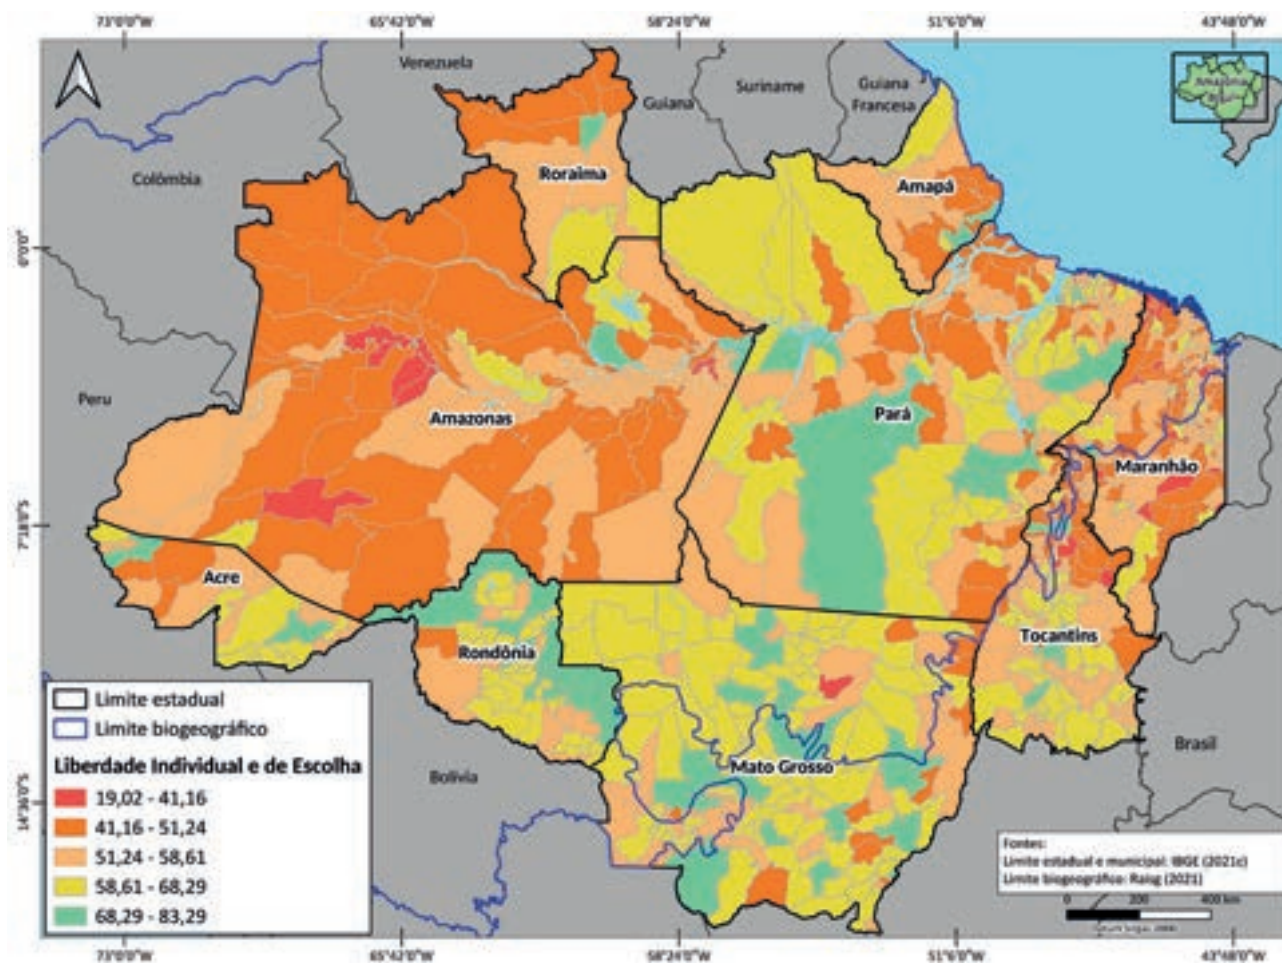 73°0'0"W 65°42'0"W 58°24'0"W 51°6'0"W 43°48'0"W
Venezuela
Guiana
Suriname
Guiana
Francesa
Colômbia
Roraima
Amapá
0°0'0"
Peru
Amazonas
Pará
Maranhão
7°18'0"S
Acre
Rondônia
Tocantins
Mato Grosso
Brasil
Bolívia
14°36'0"S
Limite estadual
Limite biogeográfico
Liberdade Individual e de Escolha
19,02 - 41,16
41,16 - 51,24
51,24 - 58,61
58,61 - 68,29
68,29 - 83,29
Fontes:
Limite estadual e municipal: IBGE (2021c)
Limite biogeográfico: Raisg (2021)
0 200 400 km
73°0'0"W 65°42'0"W 58°24'0"W 51°6'0"W 43°48'0"W